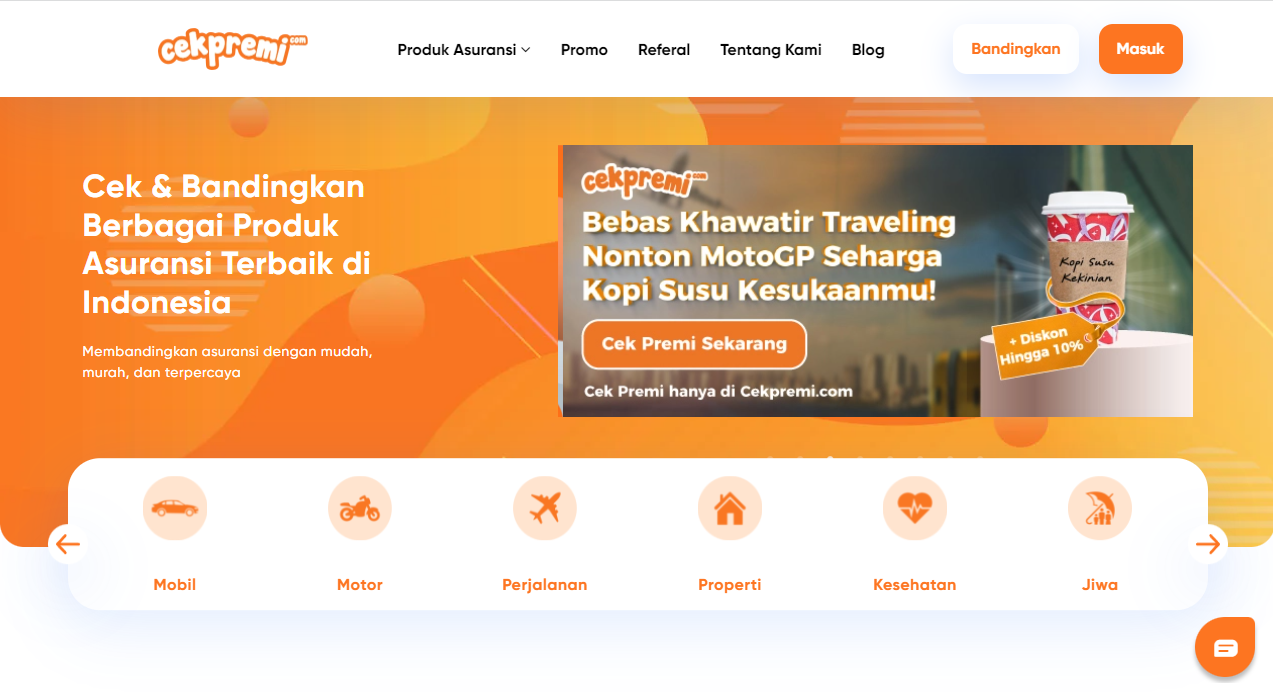 cekpremi.com
Produk Asuransi
Promo
Referal
Tentang Kami
Blog
Bandingkan
Masuk
Cek & Bandingkan
Berbagai Produk
Asuransi Terbaik di
Indonesia
Membandingkan asuransi dengan mudah,
murah, dan terpercaya
cekpremi.com
Bebas Khawatir Traveling
Nonton MotoGP Seharga
Kopi Susu Kesukaanmu!
Cek Premi Sekarang
Cek Premi hanya di Cekpremi.com
Kopi Susu
Kekinian
+ Diskon
Hingga 10%
Mobil
Motor
Perjalanan
Properti
Kesehatan
Jiwa